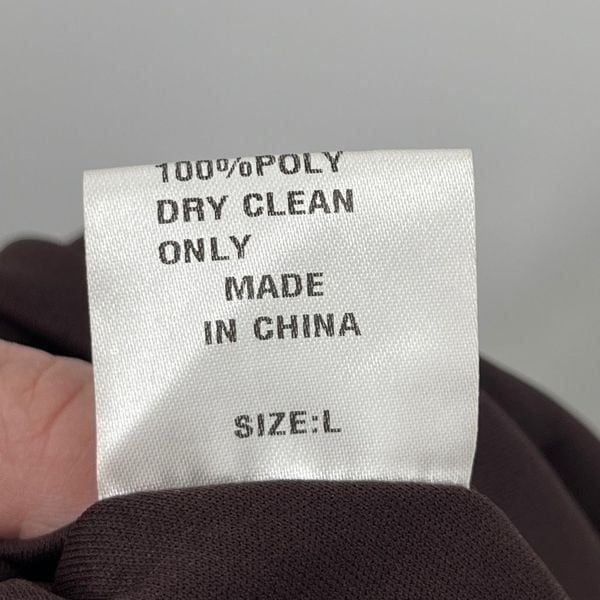 100%POLY
DRY CLEAN
ONLY
MADE
IN CHINA
SIZE:L